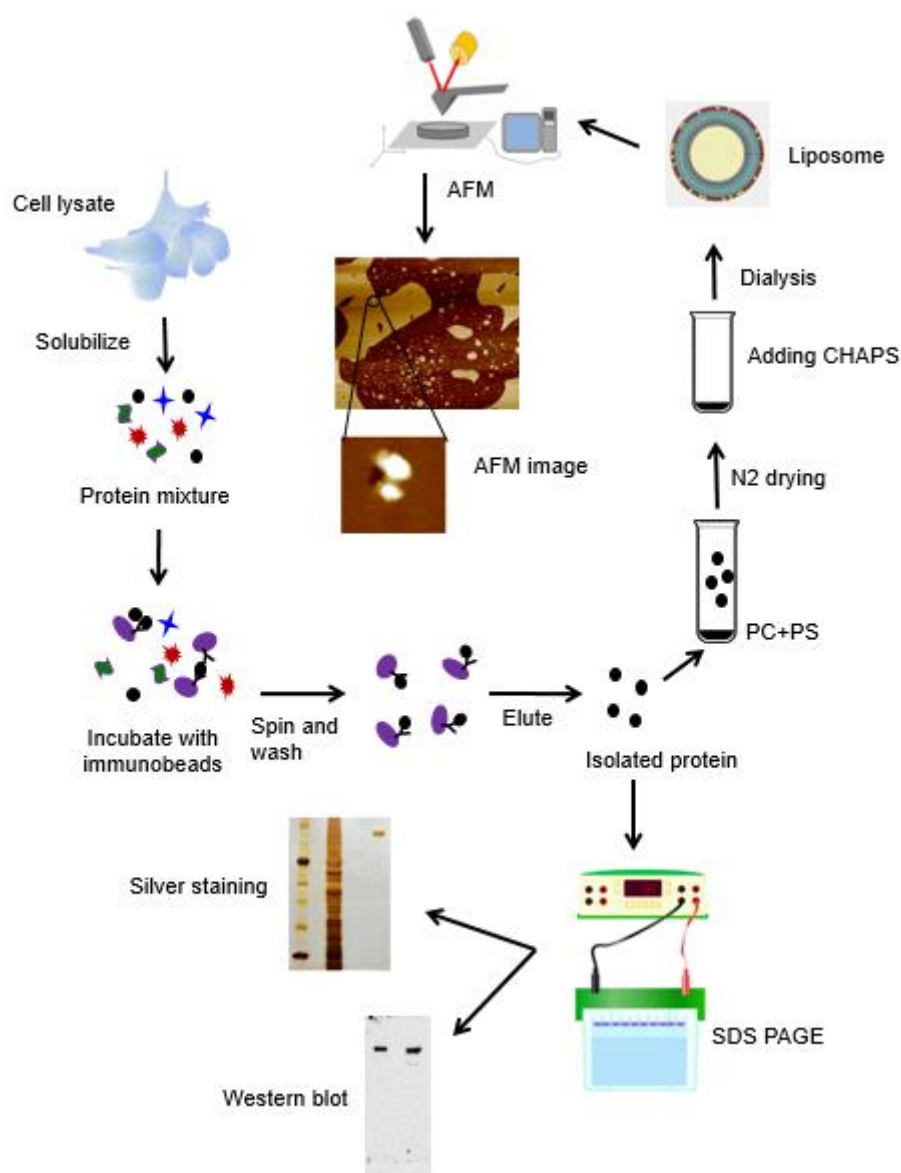 Cell lysate
Solubilize
Protein mixture
Incubate with
immunobeads
Spin and
wash
Elute
Isolated protein
PC+PS
N2 drying
Adding CHAPS
Dialysis
Liposome
AFM
AFM image
SDS PAGE
Silver staining
Western blot